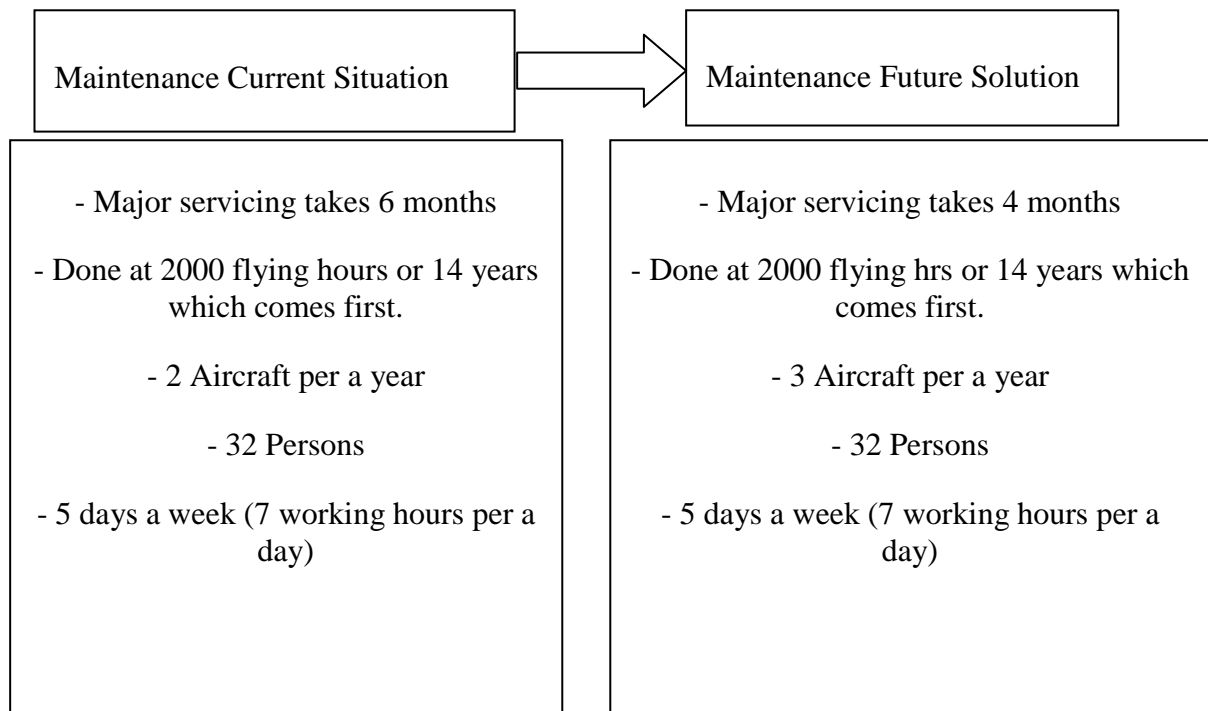 Maintenance Current Situation
Maintenance Future Solution
- Major servicing takes 6 months
- Done at 2000 flying hours or 14 years
which comes first.
- 2 Aircraft per a year
- 32 Persons
- 5 days a week (7 working hours per a
day)
- Major servicing takes 4 months
- Done at 2000 flying hrs or 14 years which
comes first.
- 3 Aircraft per a year
- 32 Persons
- 5 days a week (7 working hours per a
day)